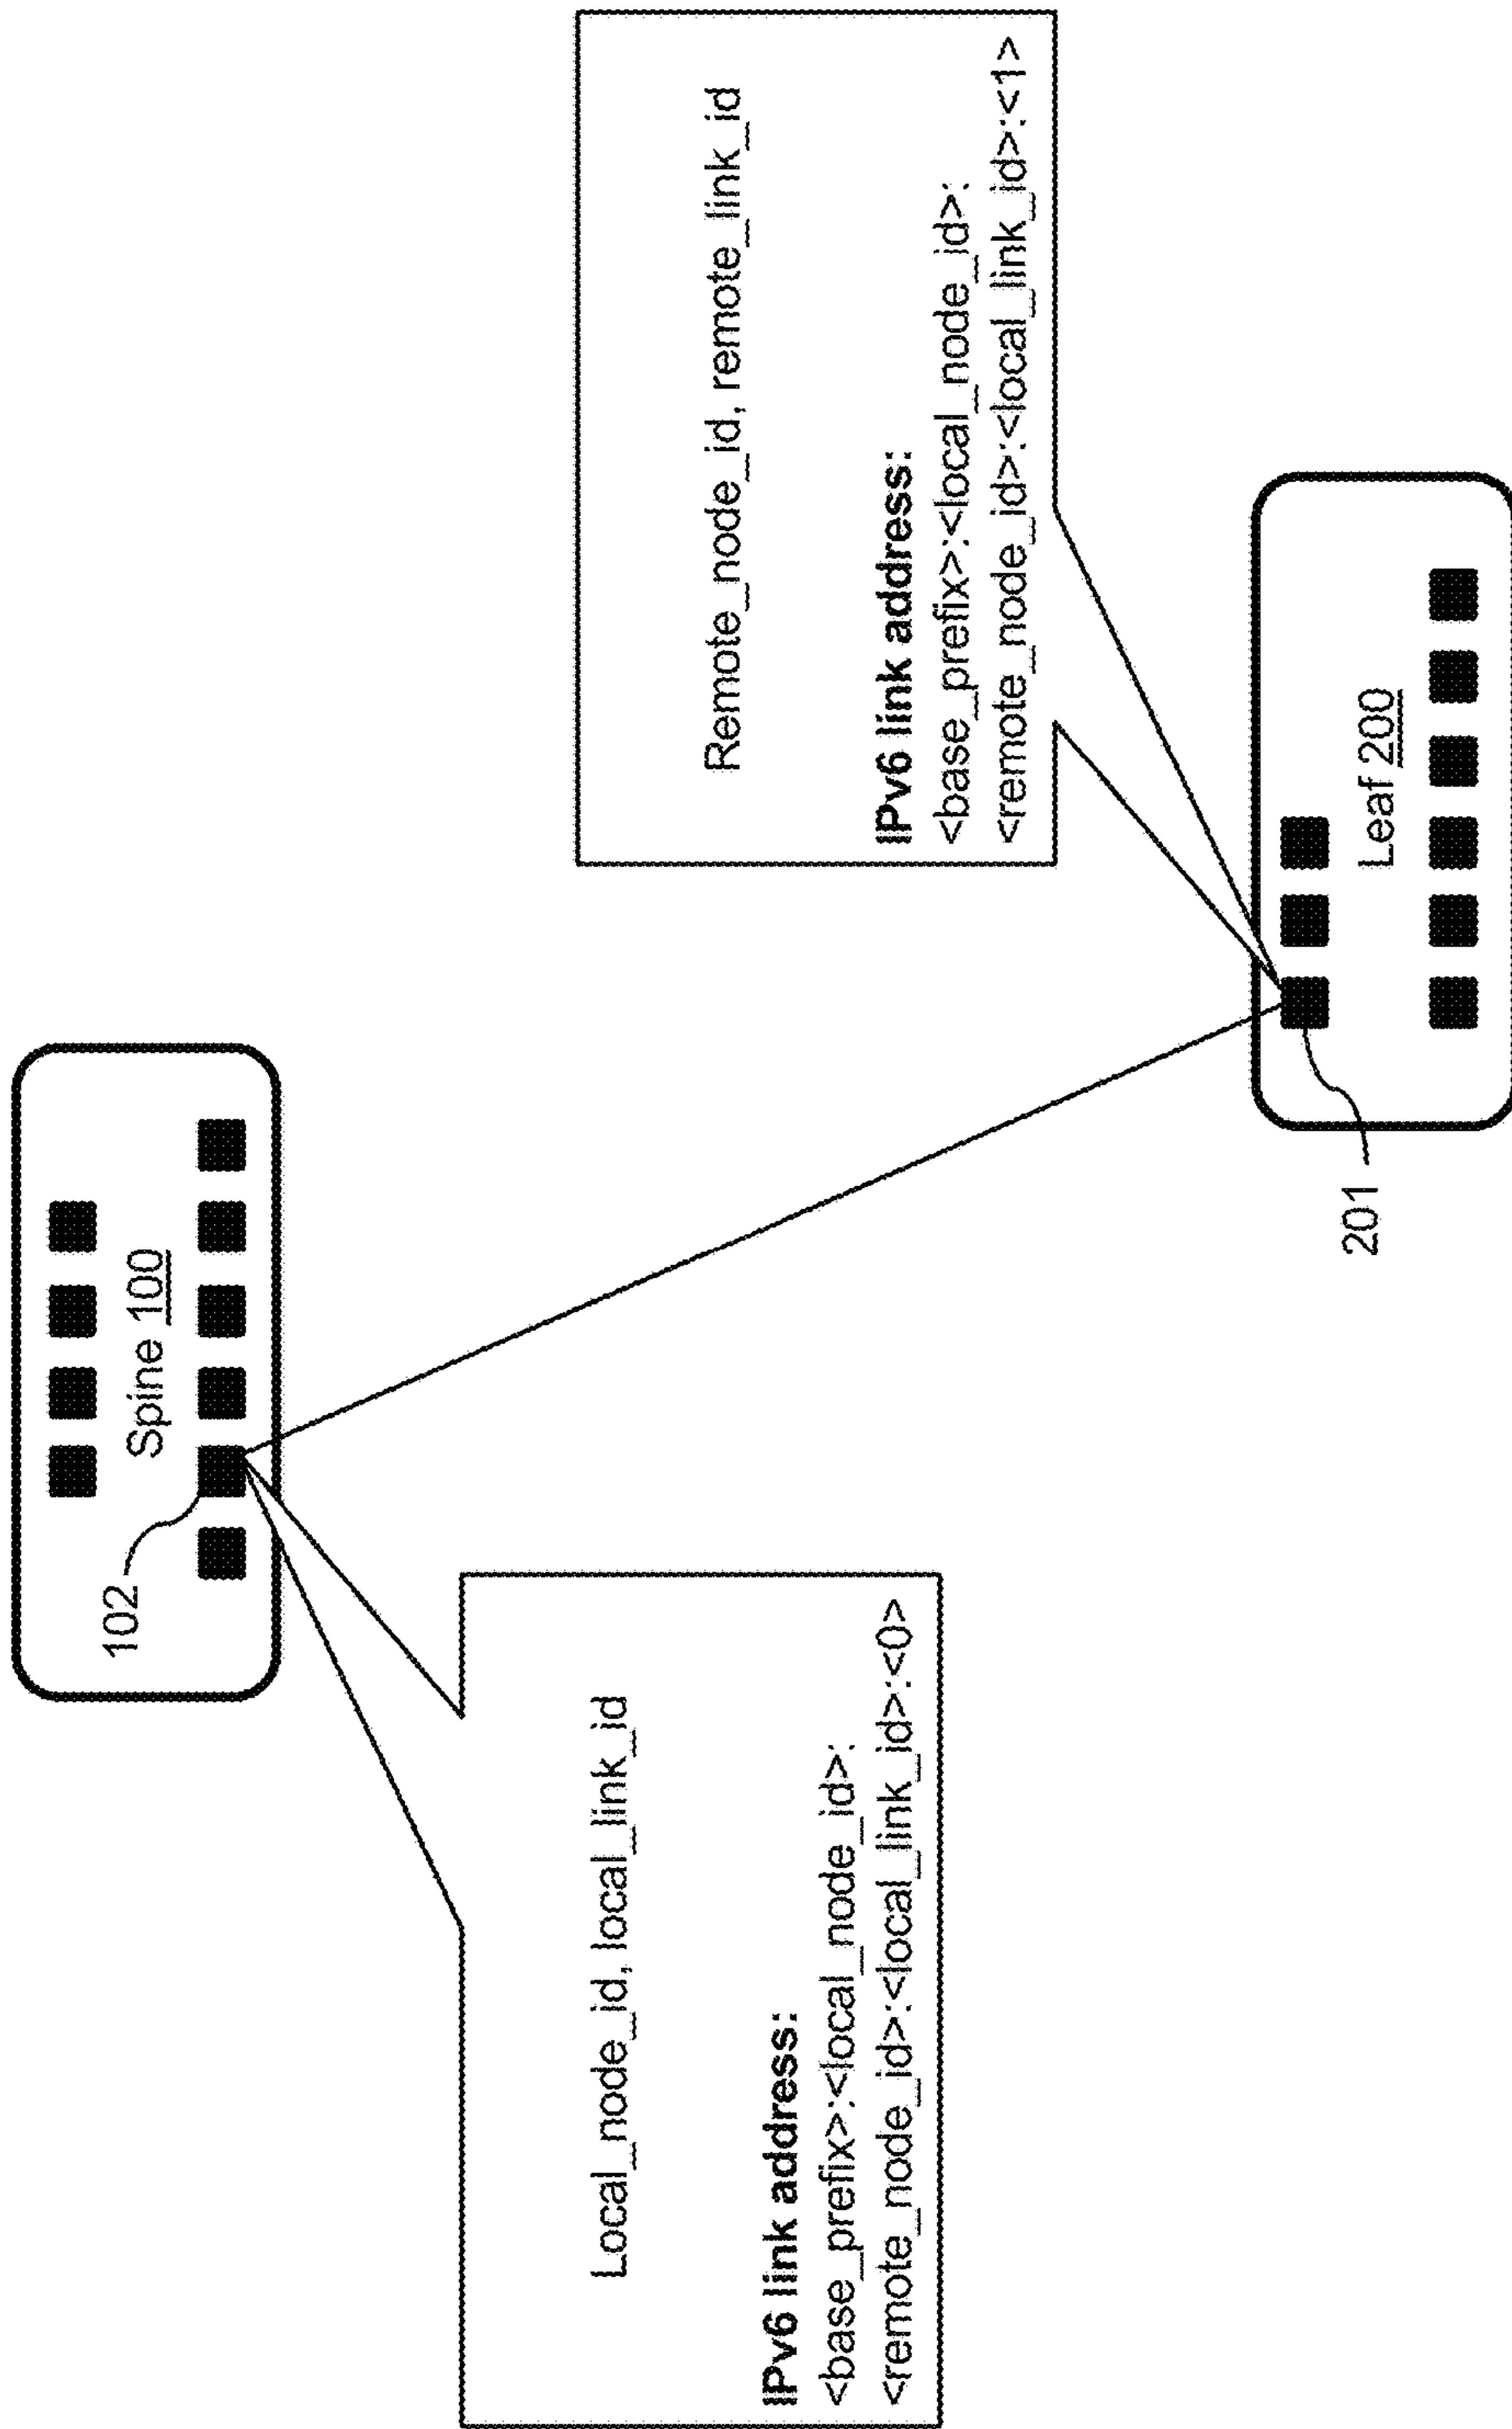 Spine 100
102
Local_node_id, local_link_id
IPv6 link address:
<base_prefix>:<local_node_id>:
<remote_node_id>:<local_link_id>:<0>
Remote_node_id, remote_link_id
IPv6 link address:
<base_prefix>:<local_node_id>:
<remote_node_id>:<local_link_id>:<1>
Leaf 200
201